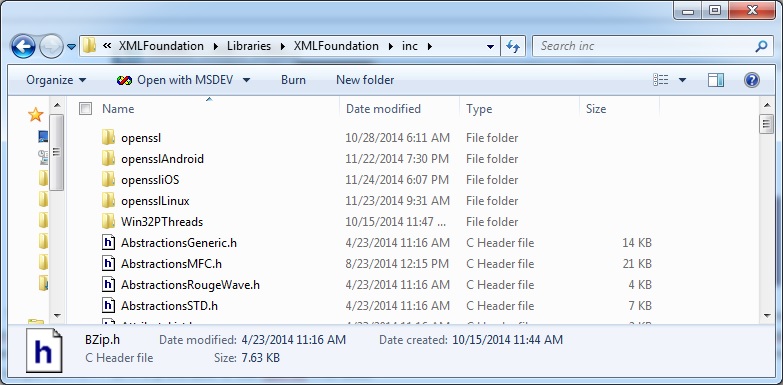 « XMLFoundation Libraries XMLFoundation inc Search inc
Organize Open with MSDEV Burn New folder
Name Date modified Type Size
openssl 10/28/2014 6:11 AM File folder
opensslAndroid 11/22/2014 7:30 PM File folder
openssliOS 11/24/2014 6:07 PM File folder
opensslLinux 11/23/2014 9:31 AM File folder
Win32PThreads 10/15/2014 11:47 ... File folder
AbstractionsGeneric.h 4/23/2014 11:16 AM C Header file 14 KB
AbstractionsMFC.h 8/23/2014 12:15 PM C Header file 21 KB
AbstractionsRougeWave.h 4/23/2014 11:16 AM C Header file 4 KB
AbstractionsSTD.h 4/23/2014 11:16 AM C Header file 7 KB
h BZip.h Date modified: 4/23/2014 11:16 AM Date created: 10/15/2014 11:44 AM
C Header file Size: 7.63 KB